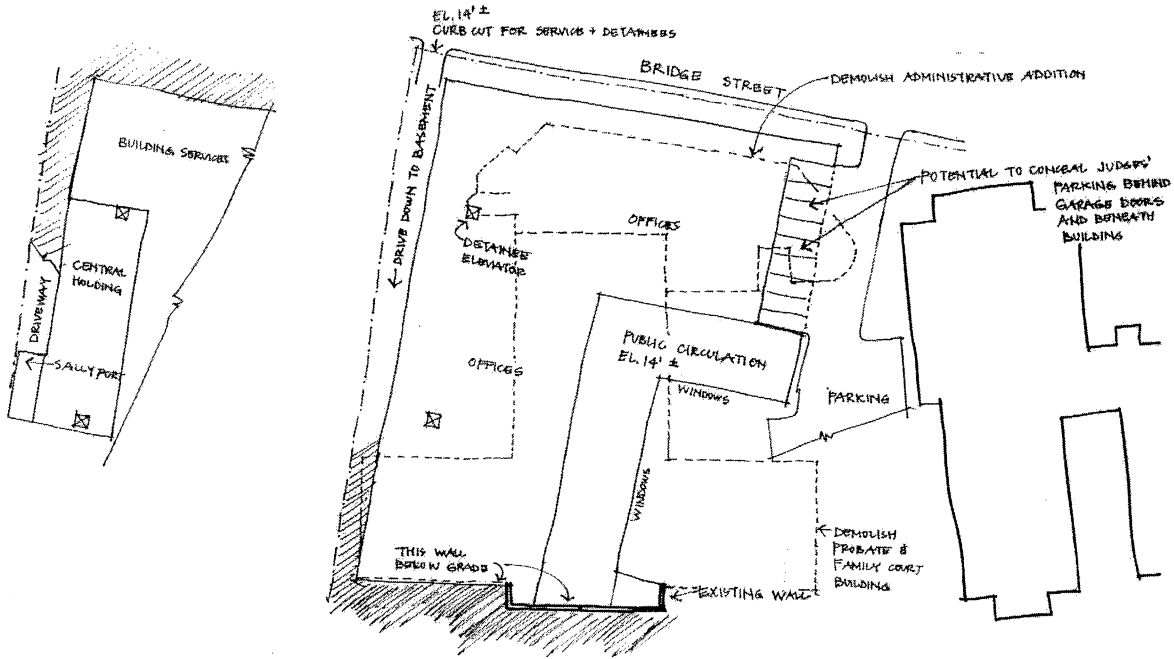 EL. 14' ±
CURB CUT FOR SERVICE + DETAINEES
BRIDGE STREET
DEMOLISH ADMINISTRATIVE ADDITION
DRIVE DOWN TO BASEMENT
BUILDING SERVICES
POTENTIAL TO CONCEAL JUDGES'
PARKING BEHIND
GARAGE DOORS
AND BENEATH
BUILDING
OFFICES
DETAINEE
ELEVATOR
CENTRAL
HOLDING
DRIVEWAY
SALLYPORT
PUBLIC CIRCULATION
EL. 14' ±
OFFICES
WINDOWS
PARKING
WINDOWS
THIS WALL
BELOW GRADE
DEMOLISH
PROBATE &
FAMILY COURT
BUILDING
EXISTING WALL